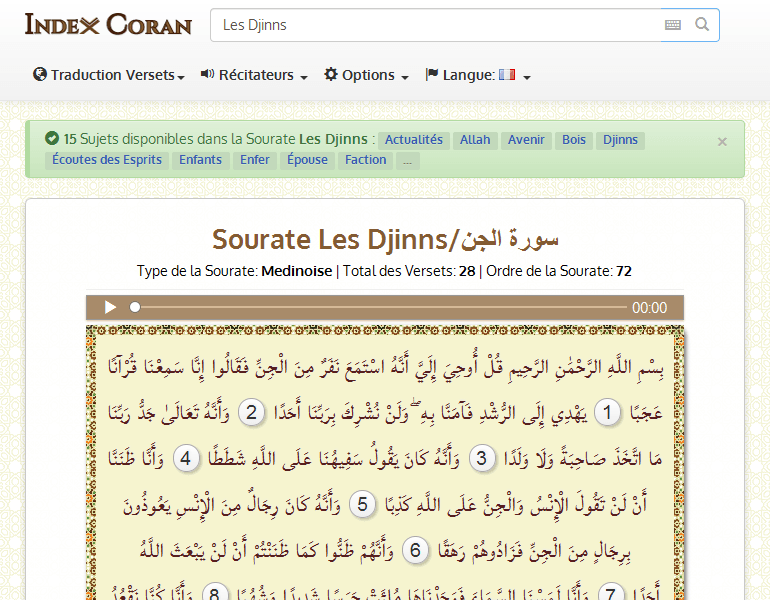 Index Coran
Les Djinns
Traduction Versets
Récitateurs
Options
Langue:
15 Sujets disponibles dans la Sourate Les Djinns : Actualités Allah Avenir Bois Djinns
×
Écoutes des Esprits Enfants Enfer Épouse Faction ...
Sourate Les Djinns/سورة الجن
Type de la Sourate: Medinoise | Total des Versets: 28 | Ordre de la Sourate: 72
00:00
بِسْمِ اللَّهِ الرَّحْمَٰنِ الرَّحِيمِ قُلْ أُوحِيَ إِلَيَّ أَنَّهُ اسْتَمَعَ نَفَرٌ مِنَ الْجِنِّ فَقَالُوا إِنَّا سَمِعْنَا قُرْآنًا
عَجَبًا 1 يَهْدِي إِلَى الرُّشْدِ فَآمَنَّا بِهِ ۖ وَلَنْ نُشْرِكَ بِرَبِّنَا أَحَدًا 2 وَأَنَّهُ تَعَالَىٰ جَدُّ رَبِّنَا
مَا اتَّخَذَ صَاحِبَةً وَلَا وَلَدًا 3 وَأَنَّهُ كَانَ يَقُولُ سَفِيهُنَا عَلَى اللَّهِ شَطَطًا 4 وَأَنَّا ظَنَنَّا
أَنْ لَنْ تَقُولَ الْإِنْسُ وَالْجِنُّ عَلَى اللَّهِ كَذِبًا 5 وَأَنَّهُ كَانَ رِجَالٌ مِنَ الْإِنْسِ يَعُوذُونَ
بِرِجَالٍ مِنَ الْجِنِّ فَزَادُوهُمْ رَهَقًا 6 وَأَنَّهُمْ ظَنُّوا كَمَا ظَنَنْتُمْ أَنْ لَنْ يَبْعَثَ اللَّهُ
أَحَدًا 7 وَأَنَّا لَمَسْنَا السَّمَاءَ فَوَجَدْنَاهَا مُلِئَتْ حَرَسًا شَدِيدًا وَشُهُبًا 8 وَأَنَّا كُنَّا نَقْعُدُ